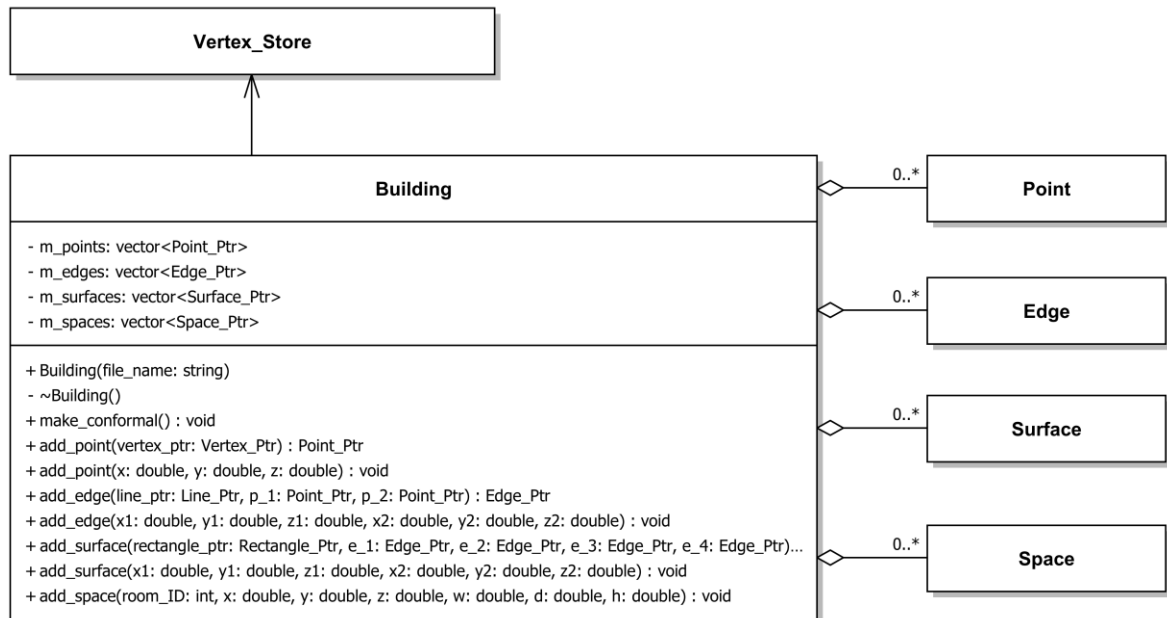 Vertex_Store
Building
- m_points: vector<Point_Ptr>
- m_edges: vector<Edge_Ptr>
- m_surfaces: vector<Surface_Ptr>
- m_spaces: vector<Space_Ptr>
+ Building(file_name: string)
- ~Building()
+ make_conformal() : void
+ add_point(vertex_ptr: Vertex_Ptr) : Point_Ptr
+ add_point(x: double, y: double, z: double) : void
+ add_edge(line_ptr: Line_Ptr, p_1: Point_Ptr, p_2: Point_Ptr) : Edge_Ptr
+ add_edge(x1: double, y1: double, z1: double, x2: double, y2: double, z2: double) : void
+ add_surface(rectangle_ptr: Rectangle_Ptr, e_1: Edge_Ptr, e_2: Edge_Ptr, e_3: Edge_Ptr, e_4: Edge_Ptr)...
+ add_surface(x1: double, y1: double, z1: double, x2: double, y2: double, z2: double) : void
+ add_space(room_ID: int, x: double, y: double, z: double, w: double, d: double, h: double) : void
0..*
Point
0..*
Edge
0..*
Surface
0..*
Space